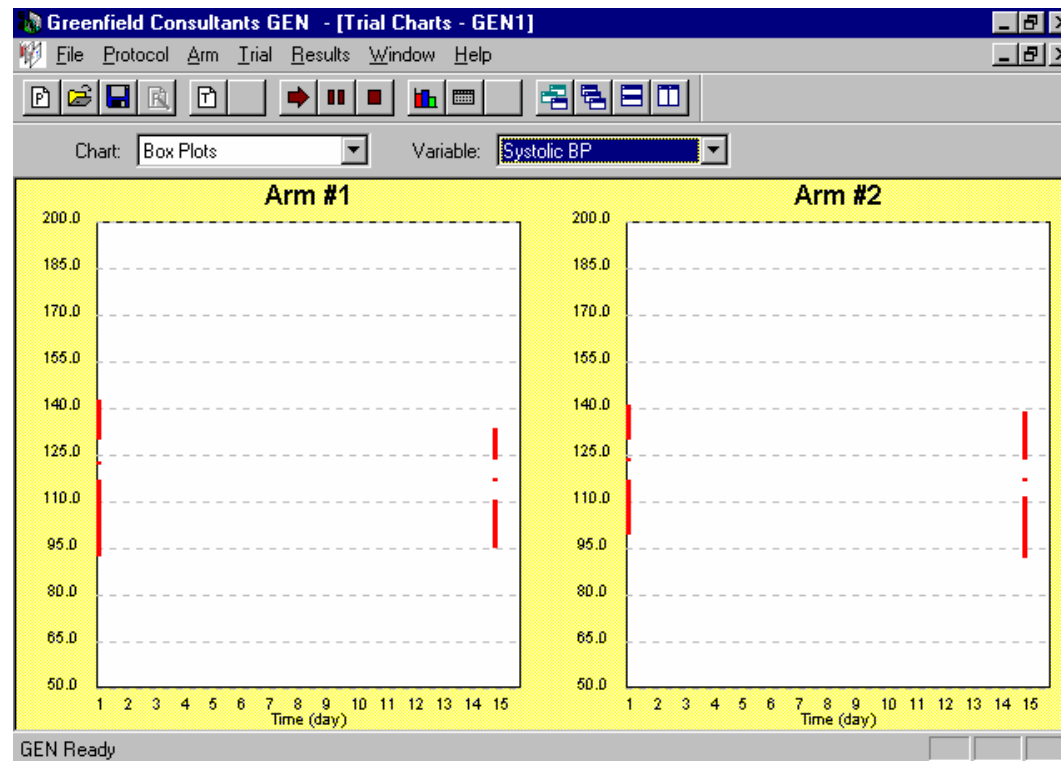 Greenfield Consultants GEN - [Trial Charts - GEN1]
File Protocol Arm Trial Results Window Help
P T
Chart: Box Plots Variable: Systolic BP
Arm #1
200.0
185.0
170.0
155.0
140.0
125.0
110.0
95.0
80.0
65.0
50.0
1 2 3 4 5 6 7 8 9 10 11 12 13 14 15
Time (day)
Arm #2
200.0
185.0
170.0
155.0
140.0
125.0
110.0
95.0
80.0
65.0
50.0
1 2 3 4 5 6 7 8 9 10 11 12 13 14 15
Time (day)
GEN Ready